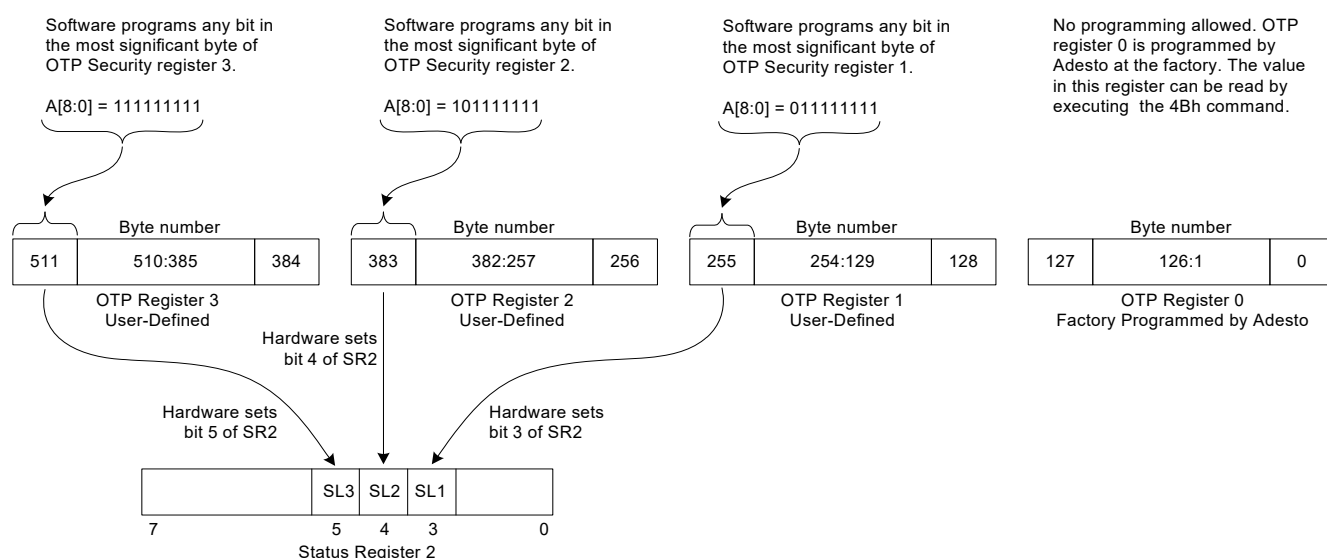 Software programs any bit in
the most significant byte of
OTP Security register 3.
A[8:0] = 111111111
Software programs any bit in
the most significant byte of
OTP Security register 2.
A[8:0] = 101111111
Software programs any bit in
the most significant byte of
OTP Security register 1.
A[8:0] = 011111111
No programming allowed. OTP
register 0 is programmed by
Adesto at the factory. The value
in this register can be read by
executing the 4Bh command.
Byte number
511 510:385 384
OTP Register 3
User-Defined
Byte number
383 382:257 256
OTP Register 2
User-Defined
Byte number
255 254:129 128
OTP Register 1
User-Defined
Byte number
127 126:1 0
OTP Register 0
Factory Programmed by Adesto
Hardware sets
bit 5 of SR2
Hardware sets
bit 4 of SR2
Hardware sets
bit 3 of SR2
SL3 SL2 SL1
7 5 4 3 0
Status Register 2